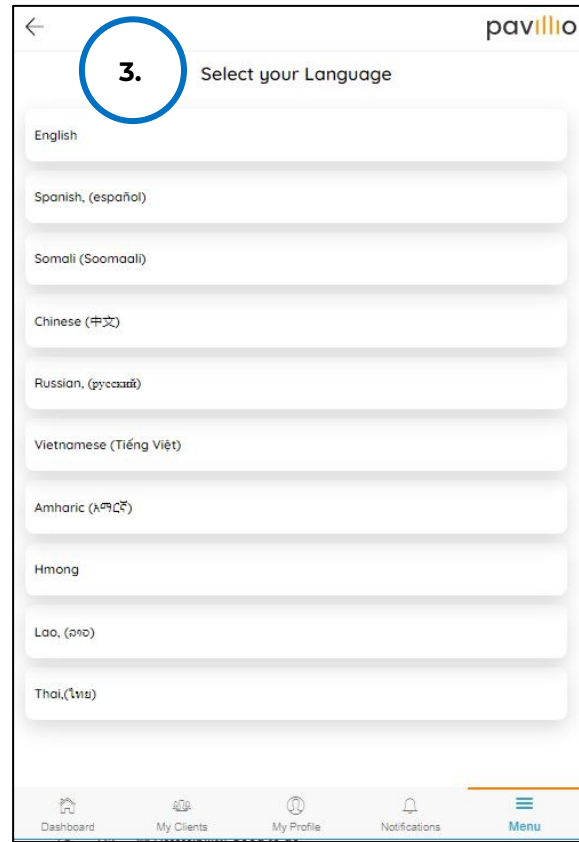 pavillio
3.
Select your Language
English
Spanish, (español)
Somali (Soomaali)
Chinese (中文)
Russian, (русский)
Vietnamese (Tiếng Việt)
Amharic (አማርኛ)
Hmong
Lao, (ລາວ)
Thai,(ไทย)
Dashboard My Clients My Profile Notifications Menu